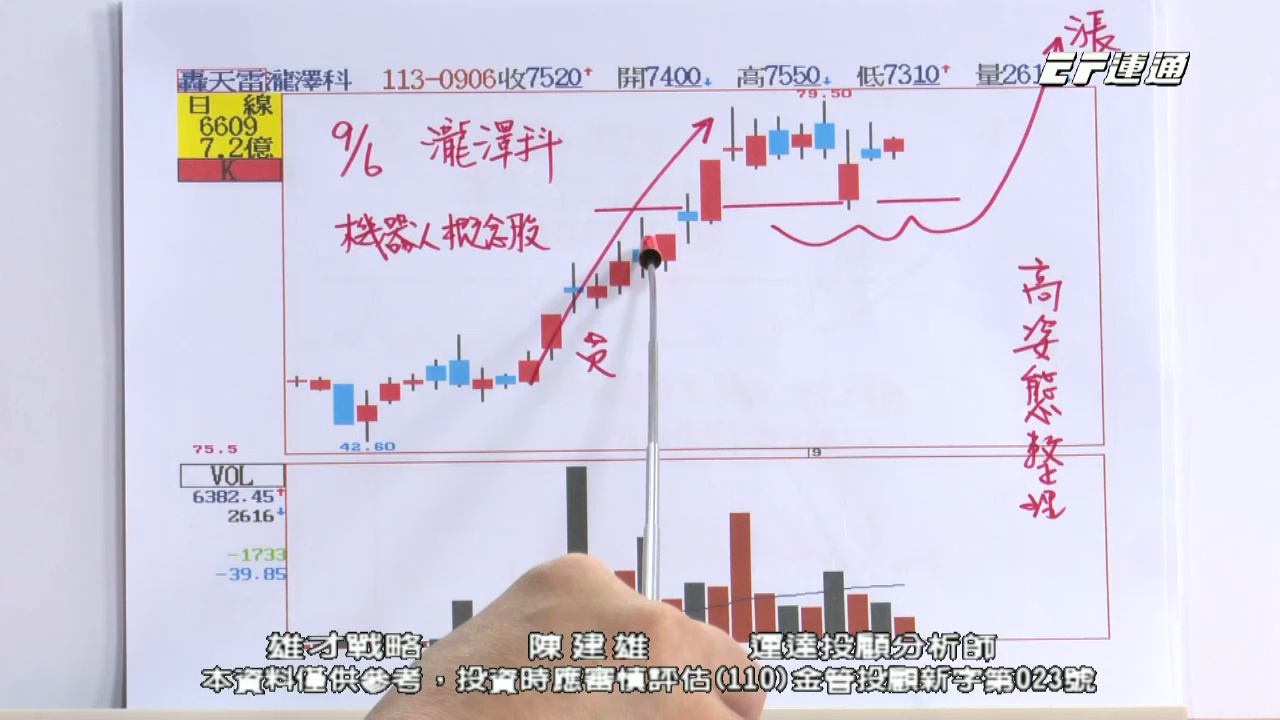 漲
EF運通
轟天雷瀧澤科 113-0906收7520↑ 開7400↓ 高7550↓ 低7310↑ 量261
日 線
6609
7.2億
K
79.50
9/6 瀧澤科
機器人概念股
高姿態整理
42.60
75.5
9
VOL
6382.45↑
2616↓
-1733
-39.85
雄才戰略 陳建雄 運達投顧分析師
本資料僅供參考，投資時應審慎評估(110)金管投顧新字第023號